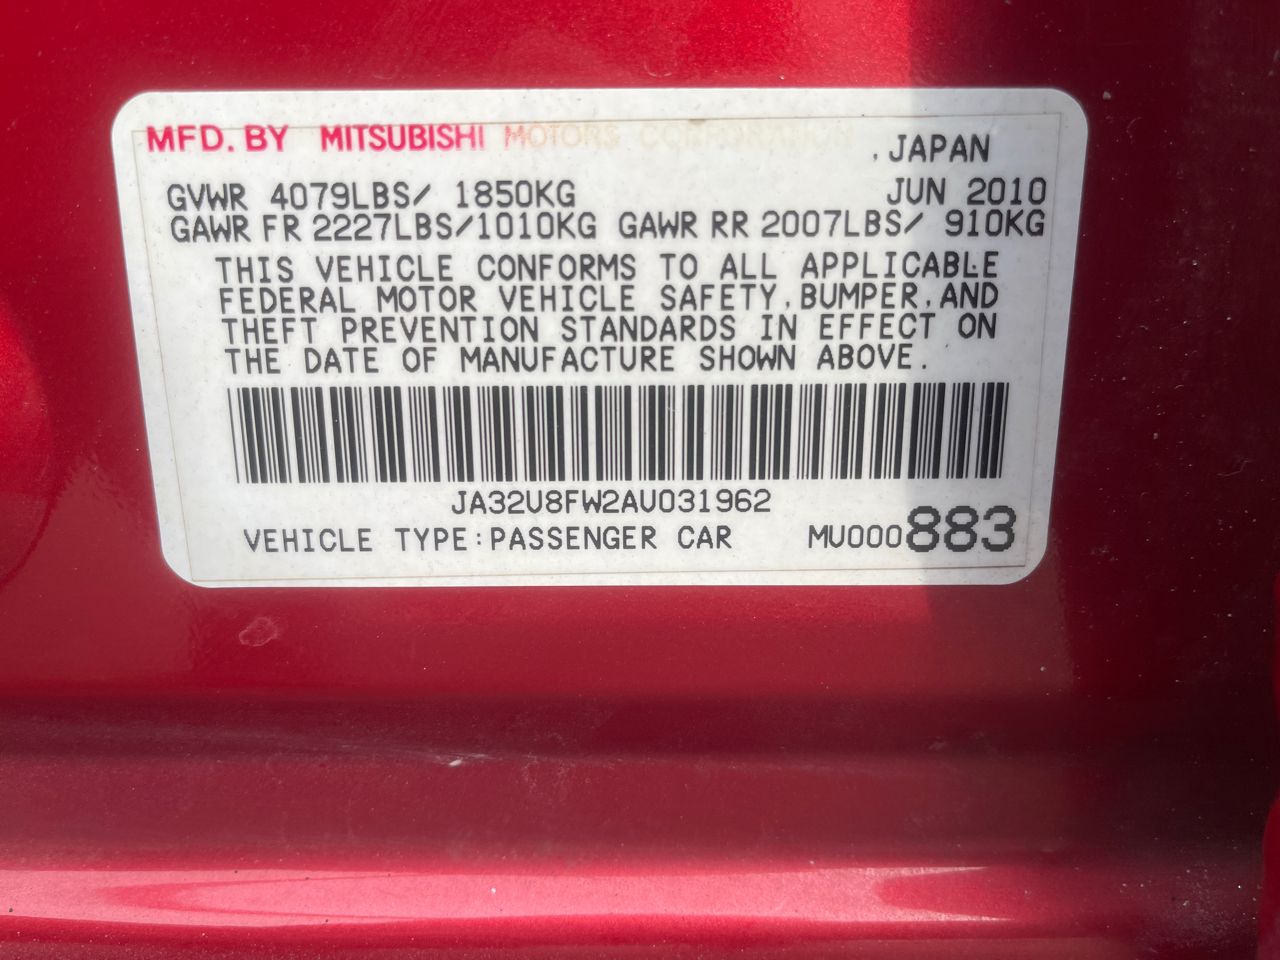 MFD. BY MITSUBISHI MOTORS CORPORATION , JAPAN
GVWR 4079LBS/ 1850KG JUN 2010
GAWR FR 2227LBS/1010KG GAWR RR 2007LBS/ 910KG
THIS VEHICLE CONFORMS TO ALL APPLICABLE
FEDERAL MOTOR VEHICLE SAFETY, BUMPER, AND
THEFT PREVENTION STANDARDS IN EFFECT ON
THE DATE OF MANUFACTURE SHOWN ABOVE.
JA32U8FW2AU031962
VEHICLE TYPE:PASSENGER CAR MU000883